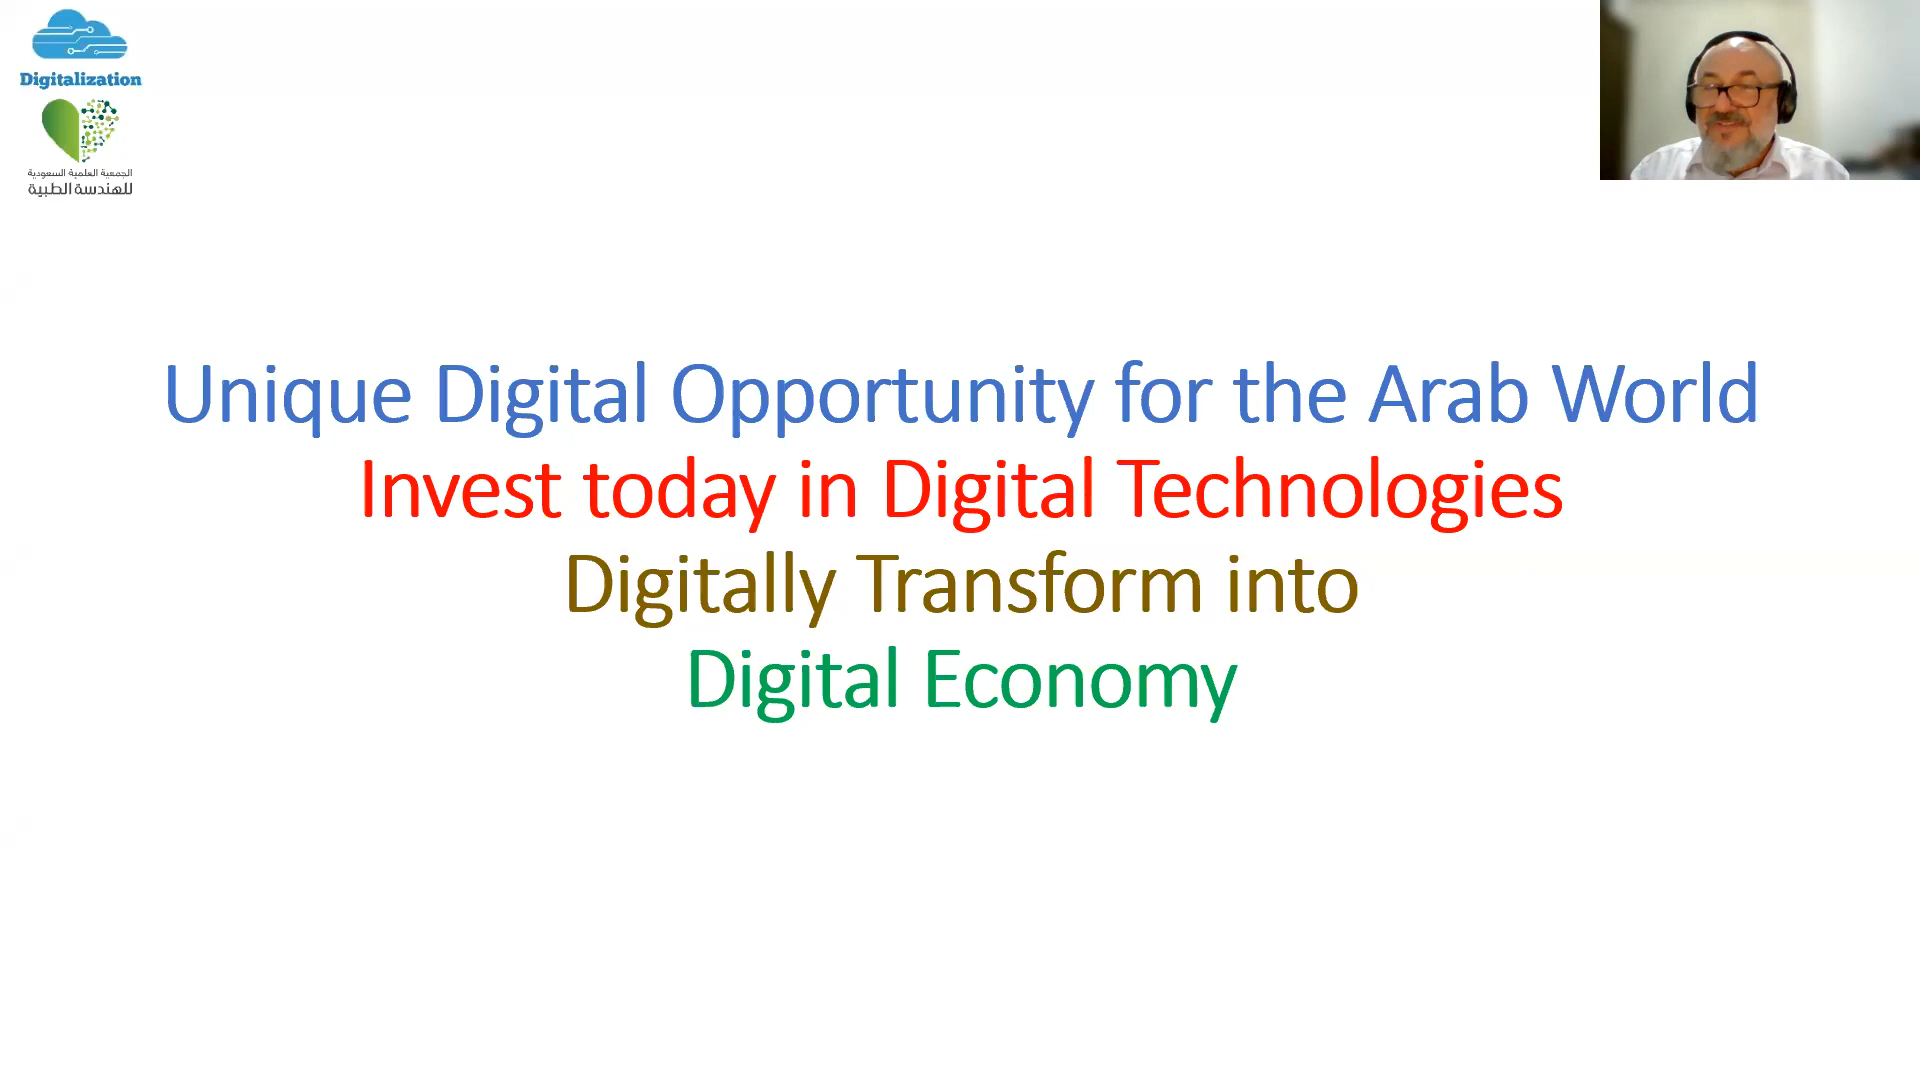 Digitalization
الجمعية العلمية السعودية
للهندسة الطبية
Unique Digital Opportunity for the Arab World
Invest today in Digital Technologies
Digitally Transform into
Digital Economy